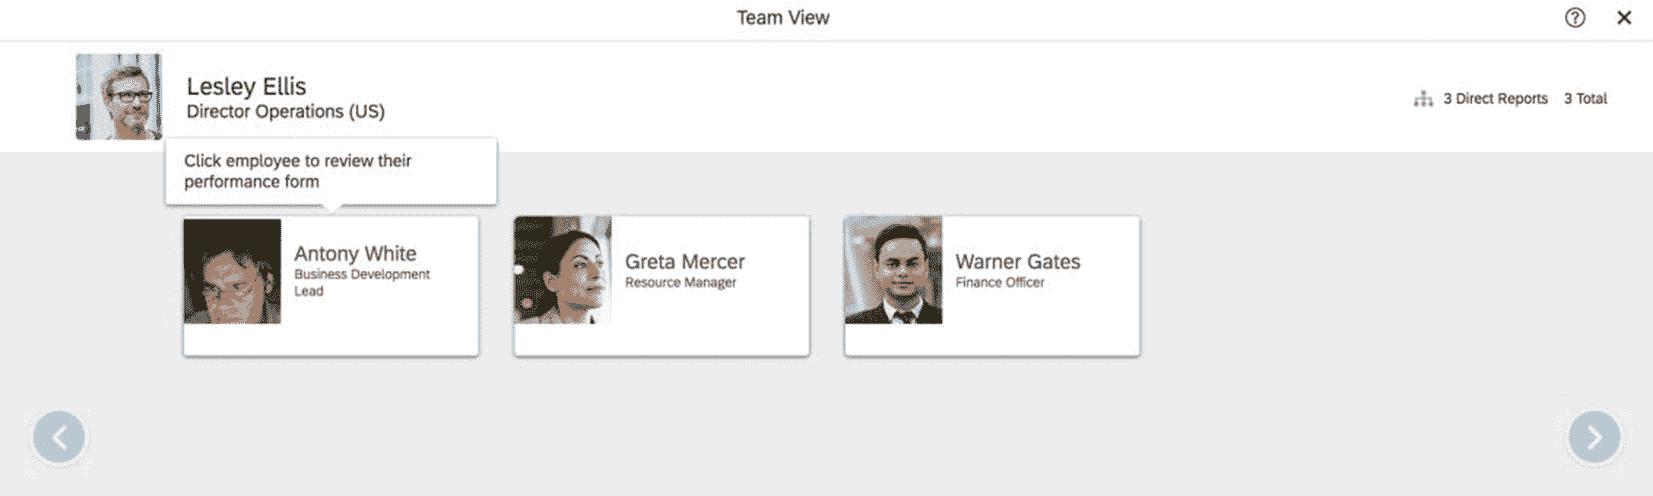 Team View
Lesley Ellis
Director Operations (US)
3 Direct Reports 3 Total
Click employee to review their
performance form
Antony White
Business Development
Lead
Greta Mercer
Resource Manager
Warner Gates
Finance Officer